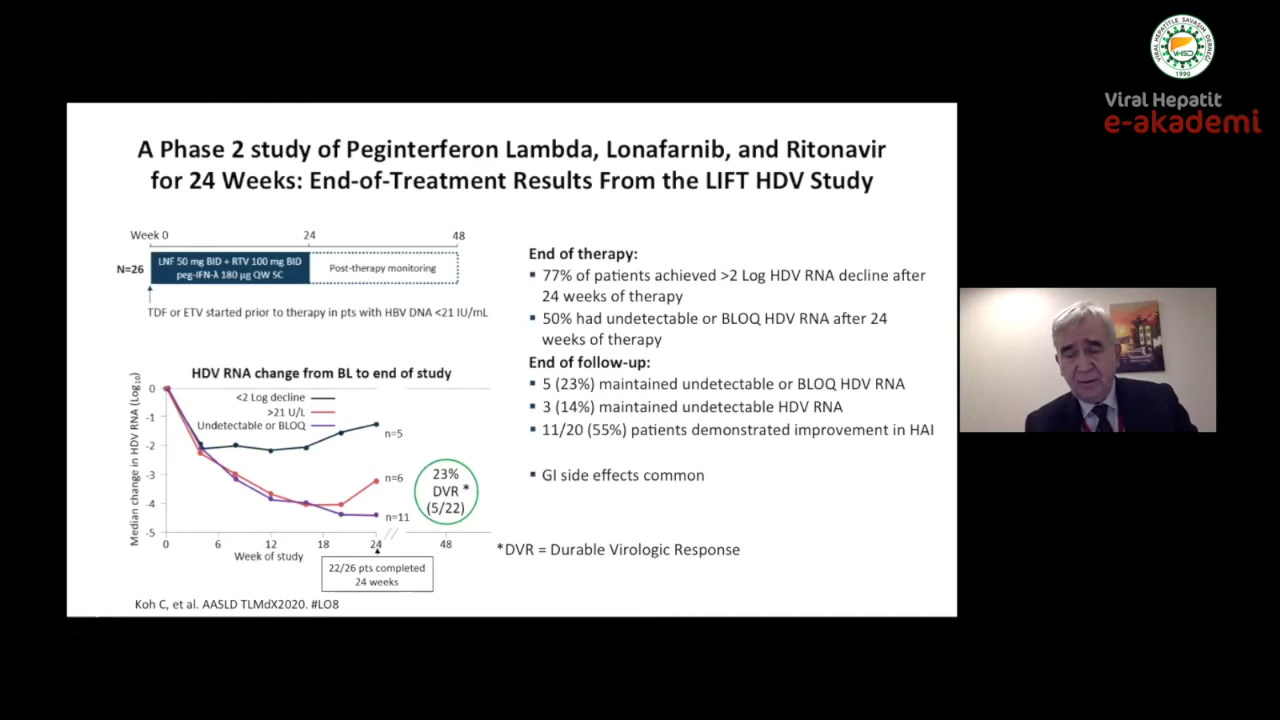 VİRAL HEPATİTLE SAVAŞIM DERNEĞİ
VHSD
1990
Viral Hepatit
e-akademi
A Phase 2 study of Peginterferon Lambda, Lonafarnib, and Ritonavir
for 24 Weeks: End-of-Treatment Results From the LIFT HDV Study
Week 0 24 48
N=26
LNF 50 mg BID + RTV 100 mg BID
peg-IFN-λ 180 µg QW SC
Post-therapy monitoring
TDF or ETV started prior to therapy in pts with HBV DNA <21 IU/mL
HDV RNA change from BL to end of study
Median change in HDV RNA (Log10)
0
-1
-2
-3
-4
-5
<2 Log decline
>21 U/L
Undetectable or BLOQ
n=5
n=6
n=11
23%
DVR *
(5/22)
0 6 12 18 24 48
Week of study
22/26 pts completed
24 weeks
Koh C, et al. AASLD TLMdX2020. #LO8
End of therapy:
▪ 77% of patients achieved >2 Log HDV RNA decline after
24 weeks of therapy
▪ 50% had undetectable or BLOQ HDV RNA after 24
weeks of therapy
End of follow-up:
▪ 5 (23%) maintained undetectable or BLOQ HDV RNA
▪ 3 (14%) maintained undetectable HDV RNA
▪ 11/20 (55%) patients demonstrated improvement in HAI
▪ GI side effects common
*DVR = Durable Virologic Response